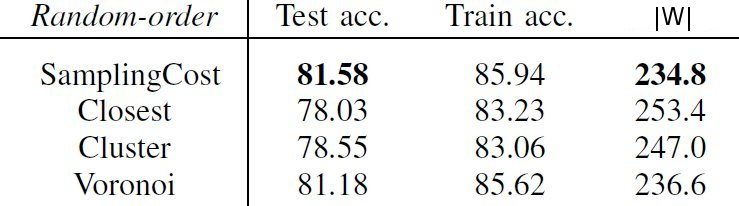 Random-order Test acc. Train acc. |W|
SamplingCost 81.58 85.94 234.8
Closest 78.03 83.23 253.4
Cluster 78.55 83.06 247.0
Voronoi 81.18 85.62 236.6